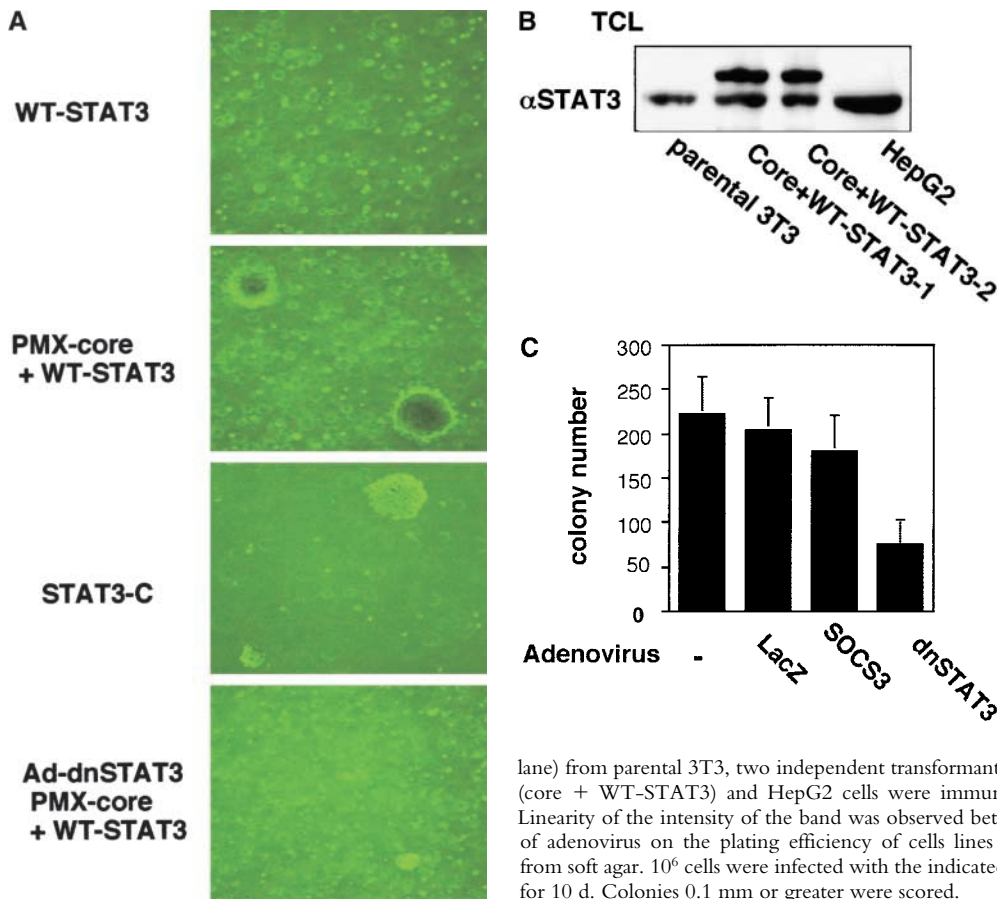 A
WT-STAT3
PMX-core
+ WT-STAT3
STAT3-C
Ad-dnSTAT3
PMX-core
+ WT-STAT3
B TCL
αSTAT3
parental 3T3
Core+WT-STAT3-1
Core+WT-STAT3-2
HepG2
C
300
250
200
150
100
50
0
colony number
Adenovirus - LacZ SOCS3 dnSTAT3
lane) from parental 3T3, two independent transformant
(core + WT-STAT3) and HepG2 cells were immun
Linearity of the intensity of the band was observed bet
of adenovirus on the plating efficiency of cells lines
from soft agar. 10⁶ cells were infected with the indicate
for 10 d. Colonies 0.1 mm or greater were scored.